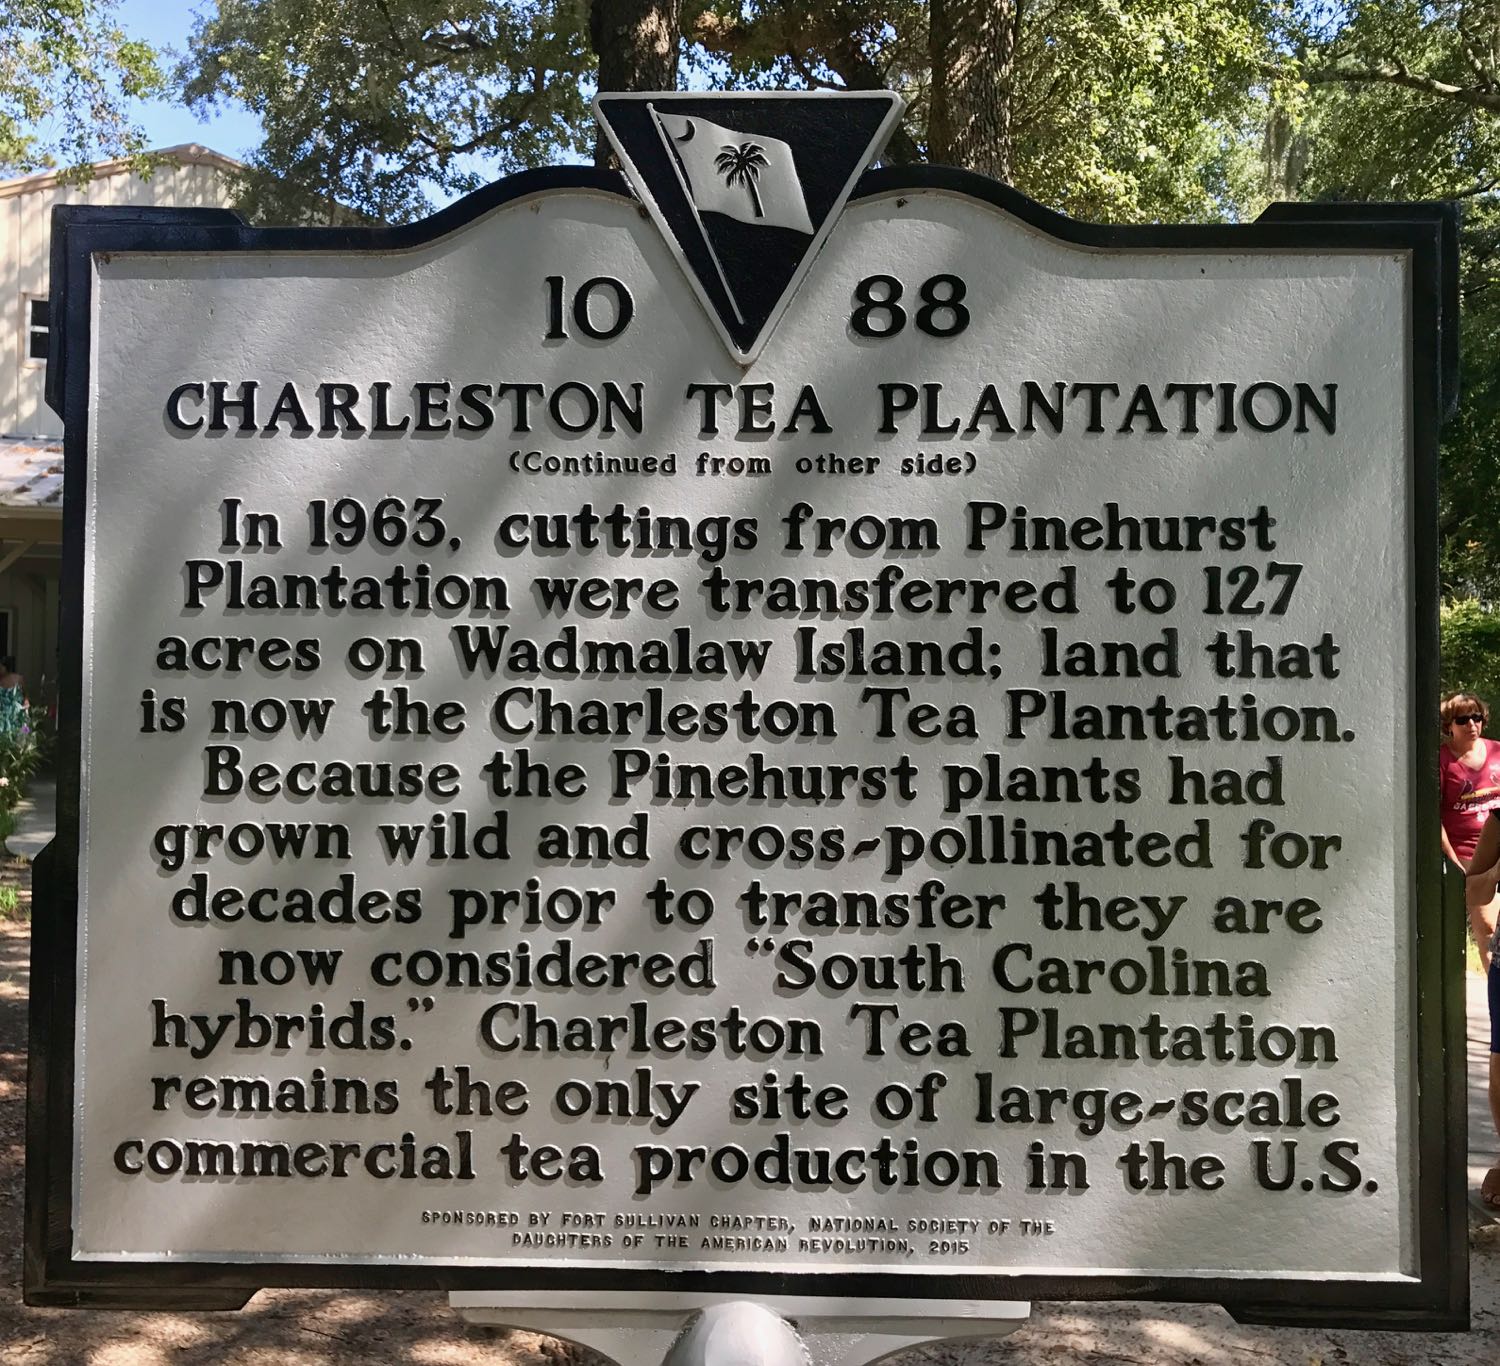 10 88
CHARLESTON TEA PLANTATION
(Continued from other side)
In 1963, cuttings from Pinehurst
Plantation were transferred to 127
acres on Wadmalaw Island; land that
is now the Charleston Tea Plantation.
Because the Pinehurst plants had
grown wild and cross-pollinated for
decades prior to transfer they are
now considered “South Carolina
hybrids.” Charleston Tea Plantation
remains the only site of large-scale
commercial tea production in the U.S.
SPONSORED BY FORT SULLIVAN CHAPTER, NATIONAL SOCIETY OF THE
DAUGHTERS OF THE AMERICAN REVOLUTION, 2015